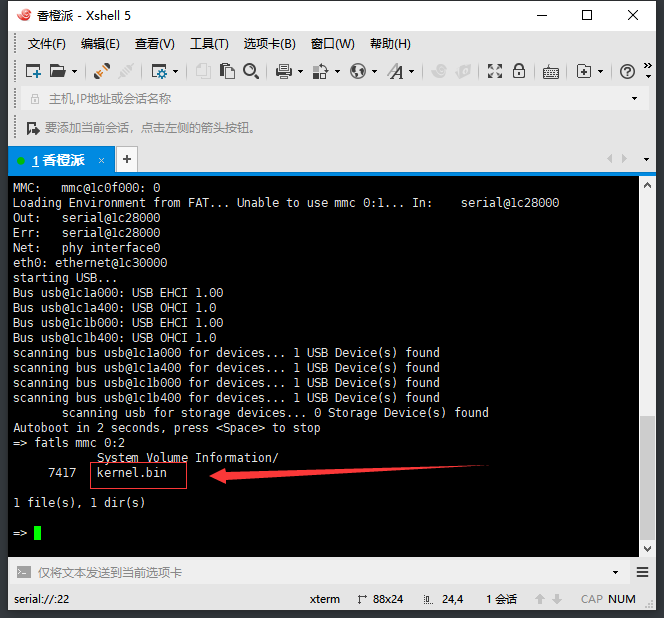 香橙派 - Xshell 5
文件(F) 编辑(E) 查看(V) 工具(T) 选项卡(B) 窗口(W) 帮助(H)
主机,IP地址或会话名称
要添加当前会话，点击左侧的箭头按钮。
1 香橙派 × +
MMC:   mmc@1c0f000: 0
Loading Environment from FAT... Unable to use mmc 0:1... In:    serial@1c28000
Out:   serial@1c28000
Err:   serial@1c28000
Net:   phy interface0
eth0: ethernet@1c30000
starting USB...
Bus usb@1c1a000: USB EHCI 1.00
Bus usb@1c1a400: USB OHCI 1.0
Bus usb@1c1b000: USB EHCI 1.00
Bus usb@1c1b400: USB OHCI 1.0
scanning bus usb@1c1a000 for devices... 1 USB Device(s) found
scanning bus usb@1c1a400 for devices... 1 USB Device(s) found
scanning bus usb@1c1b000 for devices... 1 USB Device(s) found
scanning bus usb@1c1b400 for devices... 1 USB Device(s) found
       scanning usb for storage devices... 0 Storage Device(s) found
Autoboot in 2 seconds, press <Space> to stop
=> fatls mmc 0:2
            System Volume Information/
     7417   kernel.bin
1 file(s), 1 dir(s)
=>
仅将文本发送到当前选项卡
serial://:22 xterm 88x24 24,4 1 会话 CAP NUM